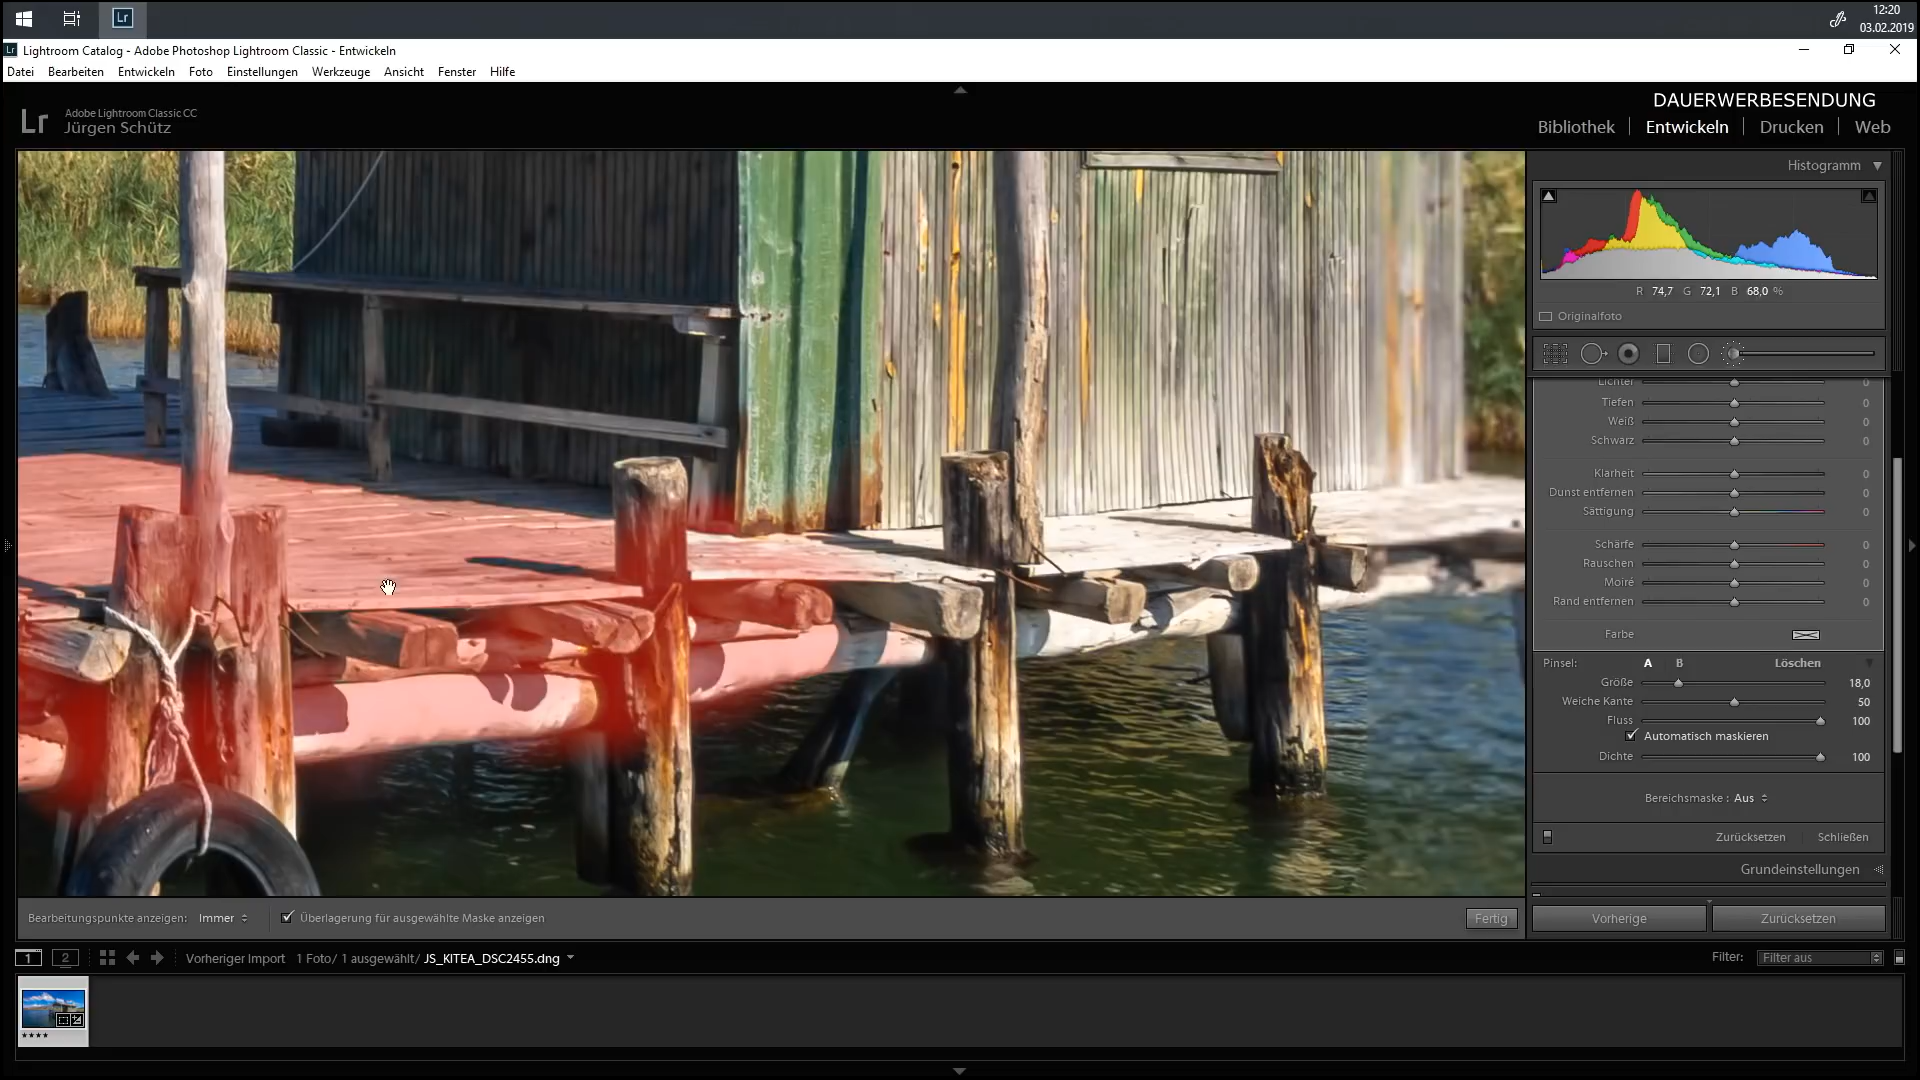 Lr
12:20
03.02.2019
Lr Lightroom Catalog - Adobe Photoshop Lightroom Classic - Entwickeln
Datei Bearbeiten Entwickeln Foto Einstellungen Werkzeuge Ansicht Fenster Hilfe
DAUERWERBESENDUNG
Lr Adobe Lightroom Classic CC
Jürgen Schütz
Bibliothek | Entwickeln | Drucken | Web
Histogramm
R 74,7 G 72,1 B 68,0 %
Originalfoto
Lichter 0
Tiefen 0
Weiß 0
Schwarz 0
Klarheit 0
Dunst entfernen 0
Sättigung 0
Schärfe 0
Rauschen 0
Moiré 0
Rand entfernen 0
Farbe
Pinsel: A B Löschen
Größe 18,0
Weiche Kante 50
Fluss 100
Automatisch maskieren
Dichte 100
Bereichsmaske : Aus
Zurücksetzen Schließen
Grundeinstellungen
Bearbeitungspunkte anzeigen: Immer Überlagerung für ausgewählte Maske anzeigen Fertig
Vorherige Zurücksetzen
1 2 Vorheriger Import 1 Foto/ 1 ausgewählt/ JS_KITEA_DSC2455.dng Filter: Filter aus